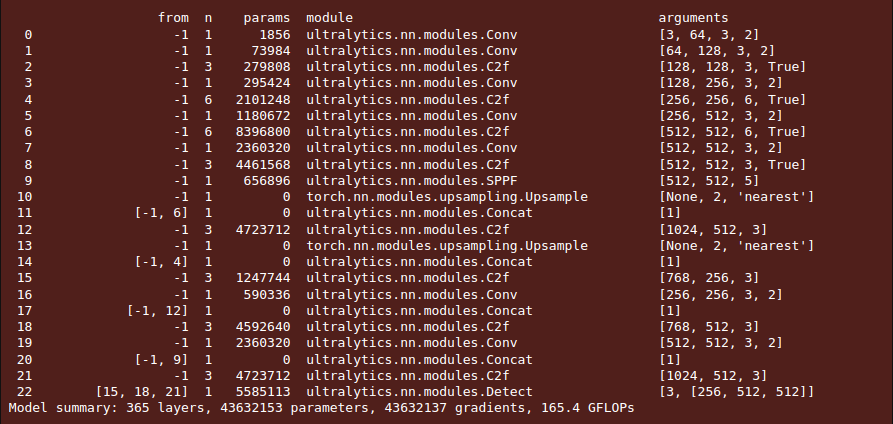 from n params module arguments
0 -1 1 1856 ultralytics.nn.modules.Conv [3, 64, 3, 2]
1 -1 1 73984 ultralytics.nn.modules.Conv [64, 128, 3, 2]
2 -1 3 279808 ultralytics.nn.modules.C2f [128, 128, 3, True]
3 -1 1 295424 ultralytics.nn.modules.Conv [128, 256, 3, 2]
4 -1 6 2101248 ultralytics.nn.modules.C2f [256, 256, 6, True]
5 -1 1 1180672 ultralytics.nn.modules.Conv [256, 512, 3, 2]
6 -1 6 8396800 ultralytics.nn.modules.C2f [512, 512, 6, True]
7 -1 1 2360320 ultralytics.nn.modules.Conv [512, 512, 3, 2]
8 -1 3 4461568 ultralytics.nn.modules.C2f [512, 512, 3, True]
9 -1 1 656896 ultralytics.nn.modules.SPPF [512, 512, 5]
10 -1 1 0 torch.nn.modules.upsampling.Upsample [None, 2, 'nearest']
11 [-1, 6] 1 0 ultralytics.nn.modules.Concat [1]
12 -1 3 4723712 ultralytics.nn.modules.C2f [1024, 512, 3]
13 -1 1 0 torch.nn.modules.upsampling.Upsample [None, 2, 'nearest']
14 [-1, 4] 1 0 ultralytics.nn.modules.Concat [1]
15 -1 3 1247744 ultralytics.nn.modules.C2f [768, 256, 3]
16 -1 1 590336 ultralytics.nn.modules.Conv [256, 256, 3, 2]
17 [-1, 12] 1 0 ultralytics.nn.modules.Concat [1]
18 -1 3 4592640 ultralytics.nn.modules.C2f [768, 512, 3]
19 -1 1 2360320 ultralytics.nn.modules.Conv [512, 512, 3, 2]
20 [-1, 9] 1 0 ultralytics.nn.modules.Concat [1]
21 -1 3 4723712 ultralytics.nn.modules.C2f [1024, 512, 3]
22 [15, 18, 21] 1 5585113 ultralytics.nn.modules.Detect [3, [256, 512, 512]]
Model summary: 365 layers, 43632153 parameters, 43632137 gradients, 165.4 GFLOPs